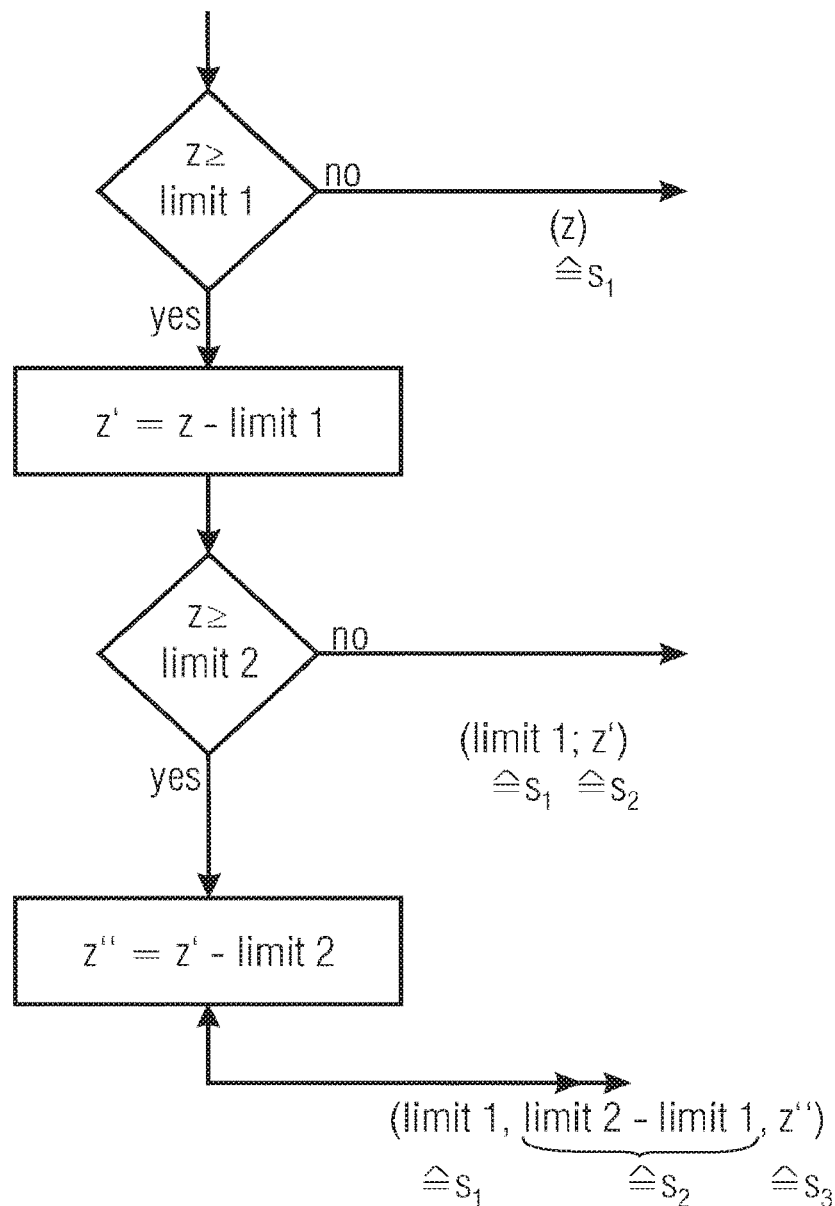 z≥
limit 1
no
(z)
≙s₁
yes
z‘ = z - limit 1
z≥
limit 2
no
(limit 1; z‘)
≙s₁ ≙s₂
yes
z“ = z‘ - limit 2
(limit 1, limit 2 - limit 1, z“)
≙s₁ ≙s₂ ≙s₃